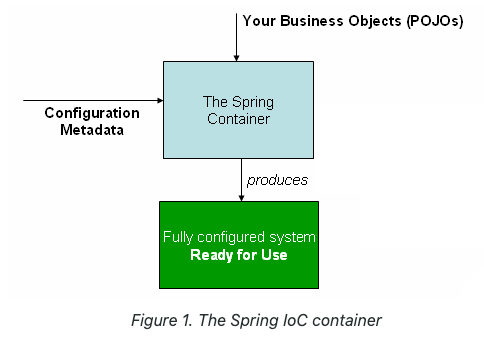 Your Business Objects (POJOs)
The Spring
Container
Configuration
Metadata
produces
Fully configured system
Ready for Use
Figure 1. The Spring IoC container